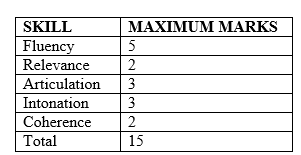 SKILL MAXIMUM MARKS
Fluency 5
Relevance 2
Articulation 3
Intonation 3
Coherence 2
Total 15